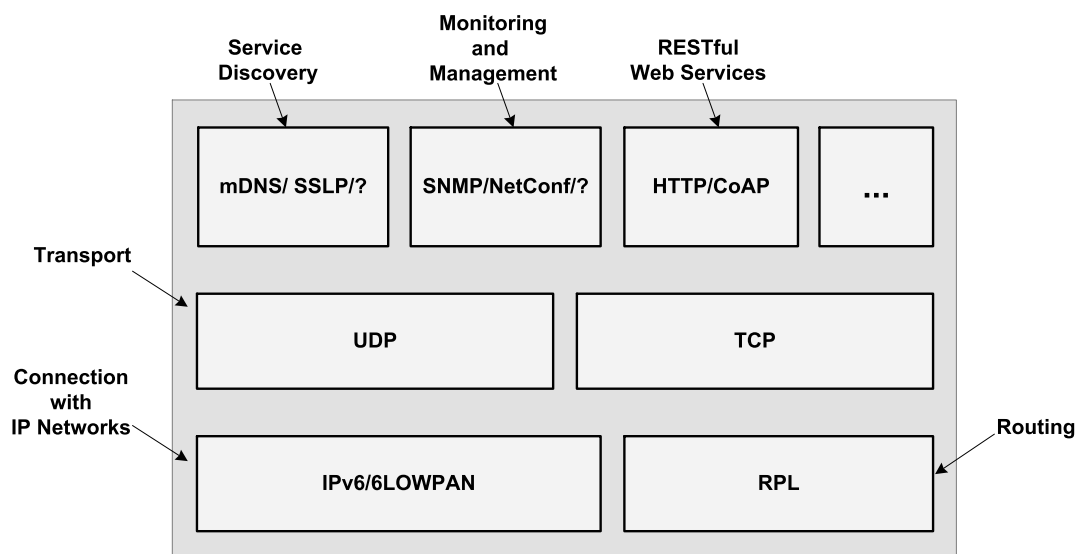 Service
Discovery
Monitoring
and
Management
RESTful
Web Services
mDNS/ SSLP/?
SNMP/NetConf/?
HTTP/CoAP
...
Transport
UDP
TCP
Connection
with
IP Networks
IPv6/6LOWPAN
RPL
Routing